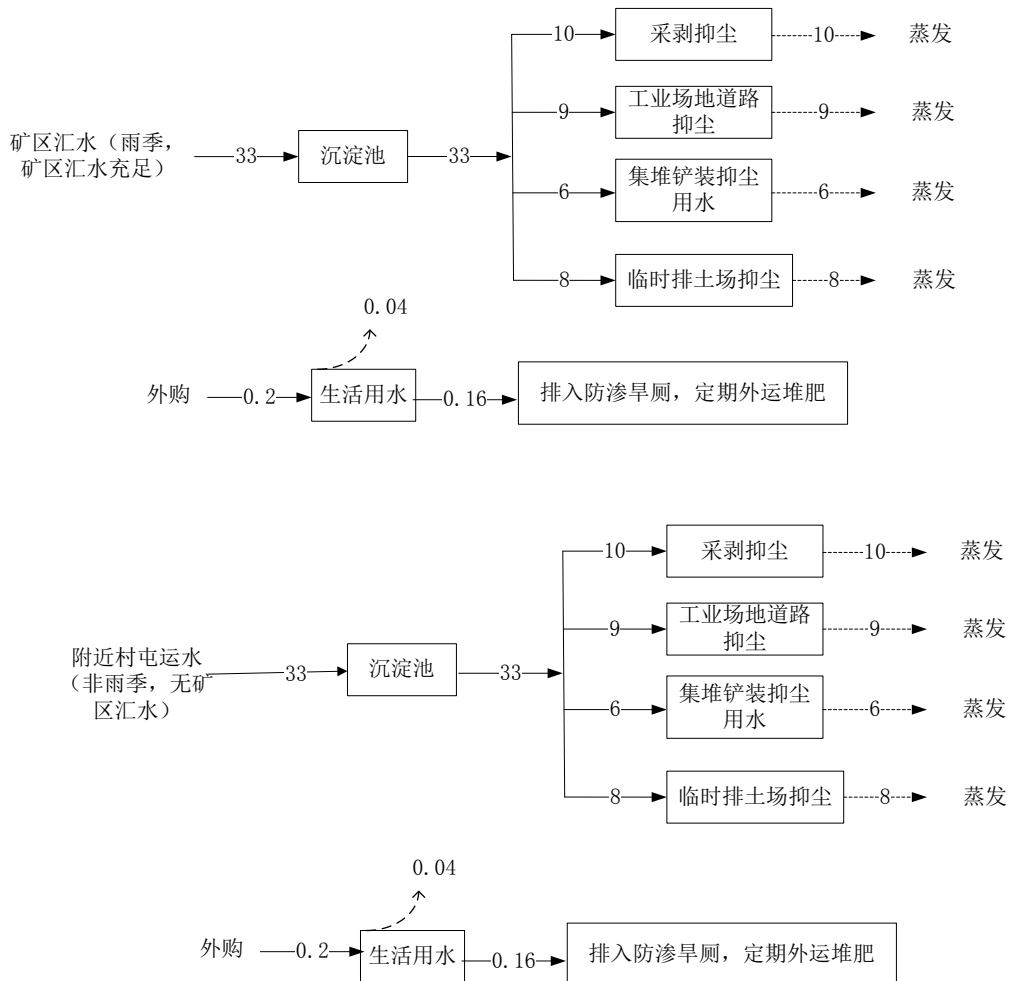 10
采剥抑尘
10
蒸发
9
工业场地道路
抑尘
9
蒸发
矿区汇水（雨季，
矿区汇水充足）
33
沉淀池
33
6
集堆铲装抑尘
用水
6
蒸发
8
临时排土场抑尘
8
蒸发
0.04
外购
0.2
生活用水
0.16
排入防渗旱厕，定期外运堆肥
10
采剥抑尘
10
蒸发
9
工业场地道路
抑尘
9
蒸发
附近村屯运水
（非雨季，无矿
区汇水）
33
沉淀池
33
6
集堆铲装抑尘
用水
6
蒸发
8
临时排土场抑尘
8
蒸发
0.04
外购
0.2
生活用水
0.16
排入防渗旱厕，定期外运堆肥